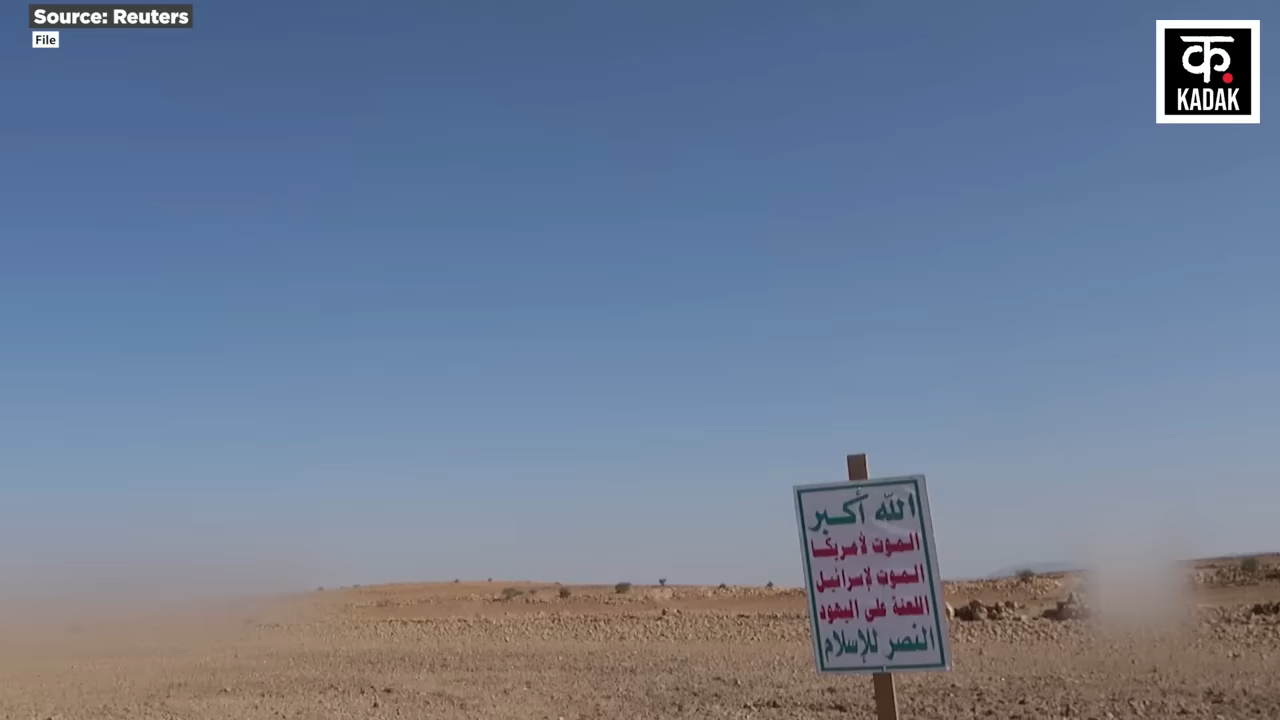 Source: Reuters
File
क.
KADAK
الله أكبر
الموت لأمريكا
الموت لإسرائيل
اللعنة على اليهود
النصر للإسلام